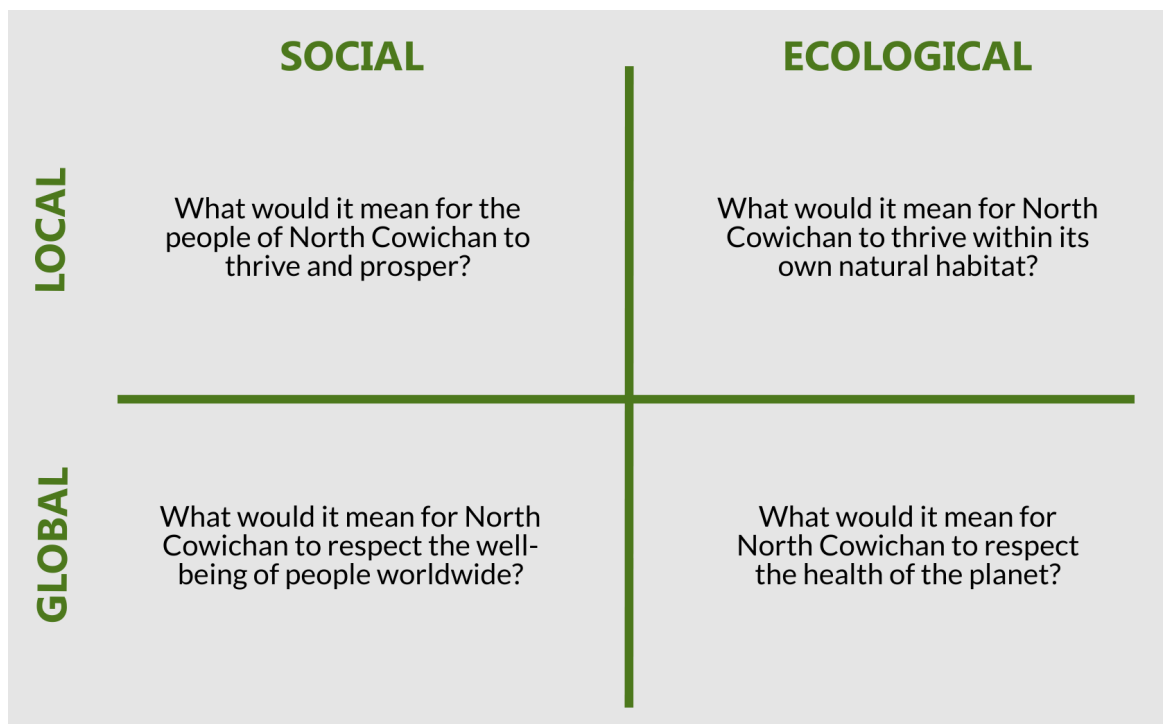 SOCIAL
ECOLOGICAL
LOCAL
What would it mean for the
people of North Cowichan to
thrive and prosper?
What would it mean for North
Cowichan to thrive within its
own natural habitat?
GLOBAL
What would it mean for North
Cowichan to respect the well-
being of people worldwide?
What would it mean for
North Cowichan to respect
the health of the planet?